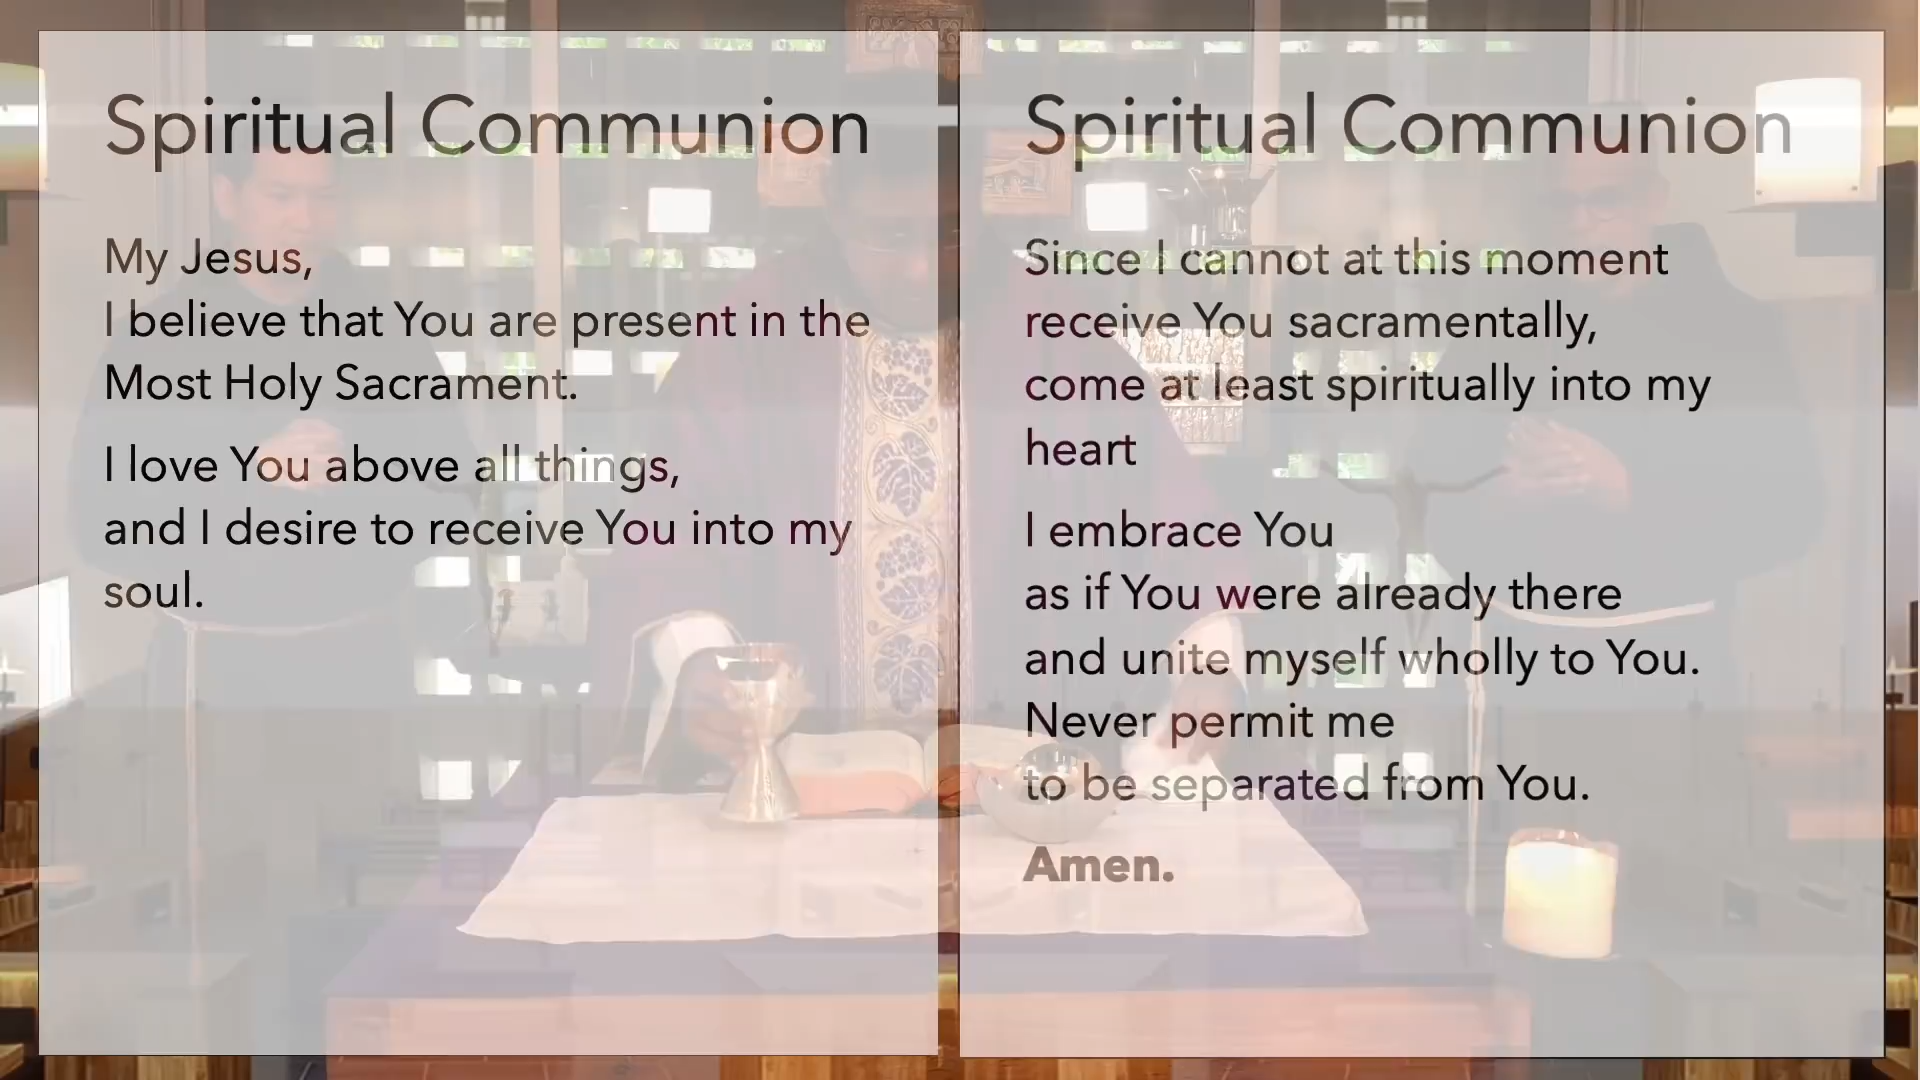 Spiritual Communion
My Jesus,
I believe that You are present in the
Most Holy Sacrament.
I love You above all things,
and I desire to receive You into my
soul.
Spiritual Communion
Since I cannot at this moment
receive You sacramentally,
come at least spiritually into my
heart
I embrace You
as if You were already there
and unite myself wholly to You.
Never permit me
to be separated from You.
Amen.